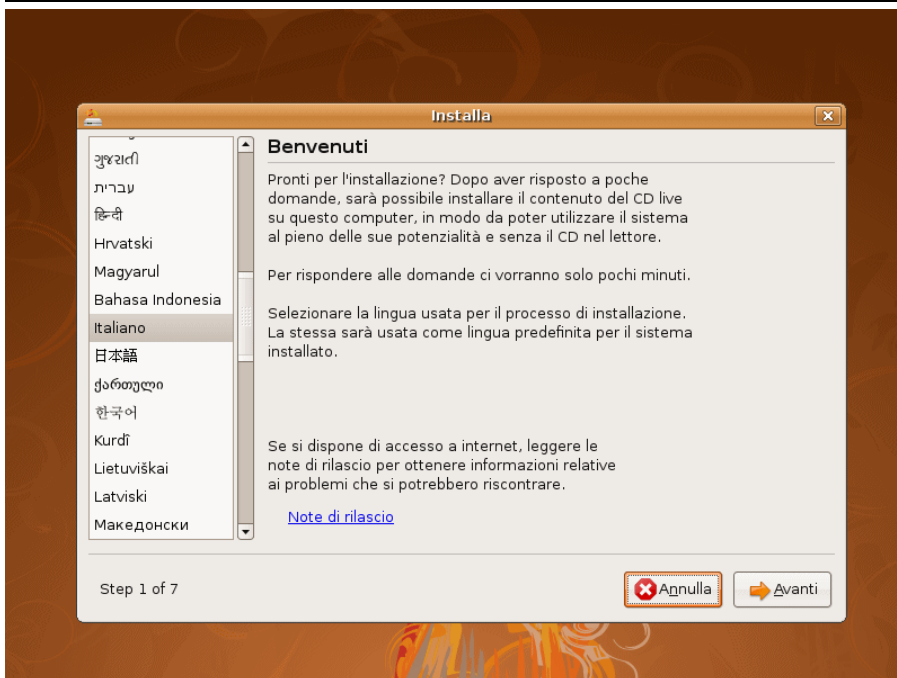 Installa
ગુજરાતી
עברית
हिन्दी
Hrvatski
Magyarul
Bahasa Indonesia
Italiano
日本語
ქართული
한국어
Kurdî
Lietuviškai
Latviski
Македонски
Benvenuti
Pronti per l'installazione? Dopo aver risposto a poche
domande, sarà possibile installare il contenuto del CD live
su questo computer, in modo da poter utilizzare il sistema
al pieno delle sue potenzialità e senza il CD nel lettore.
Per rispondere alle domande ci vorranno solo pochi minuti.
Selezionare la lingua usata per il processo di installazione.
La stessa sarà usata come lingua predefinita per il sistema
installato.
Se si dispone di accesso a internet, leggere le
note di rilascio per ottenere informazioni relative
ai problemi che si potrebbero riscontrare.
Note di rilascio
Step 1 of 7
Annulla
Avanti